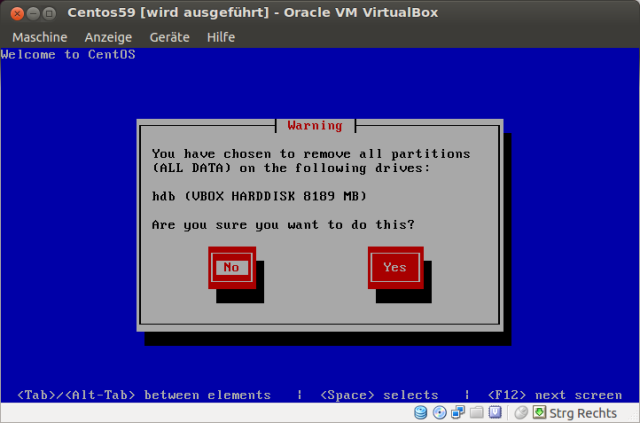 Centos59 [wird ausgeführt] - Oracle VM VirtualBox
Maschine Anzeige Geräte Hilfe
Welcome to CentOS
Warning
You have chosen to remove all partitions
(ALL DATA) on the following drives:
hdb (VBOX HARDDISK 8189 MB)
Are you sure you want to do this?
No Yes
<Tab>/<Alt-Tab> between elements | <Space> selects | <F12> next screen
Strg Rechts